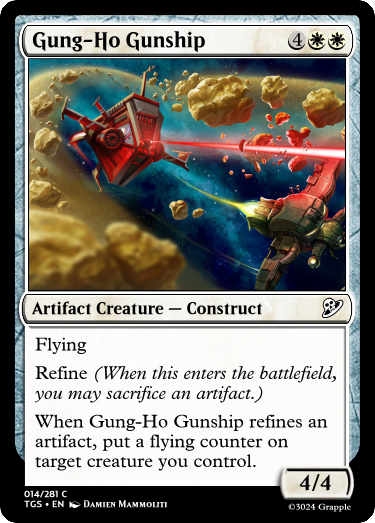 Gung-Ho Gunship 4
Artifact Creature — Construct
Flying
Refine (When this enters the battlefield,
you may sacrifice an artifact.)
When Gung-Ho Gunship refines an
artifact, put a flying counter on
target creature you control.
4/4
014/281 C
TGS • EN Damien Mammoliti
©3024 Grapple